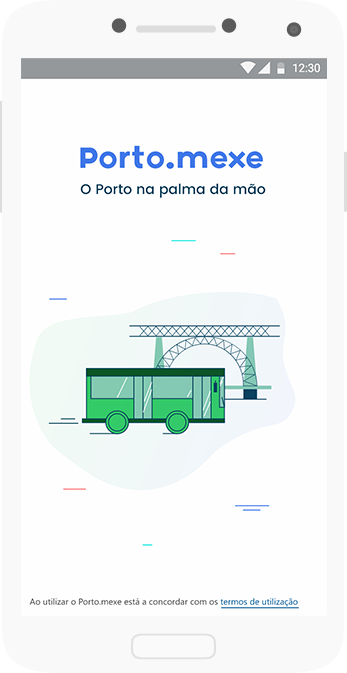 12:30
Porto.mexe
O Porto na palma da mão
Ao utilizar o Porto.mexe está a concordar com os termos de utilização